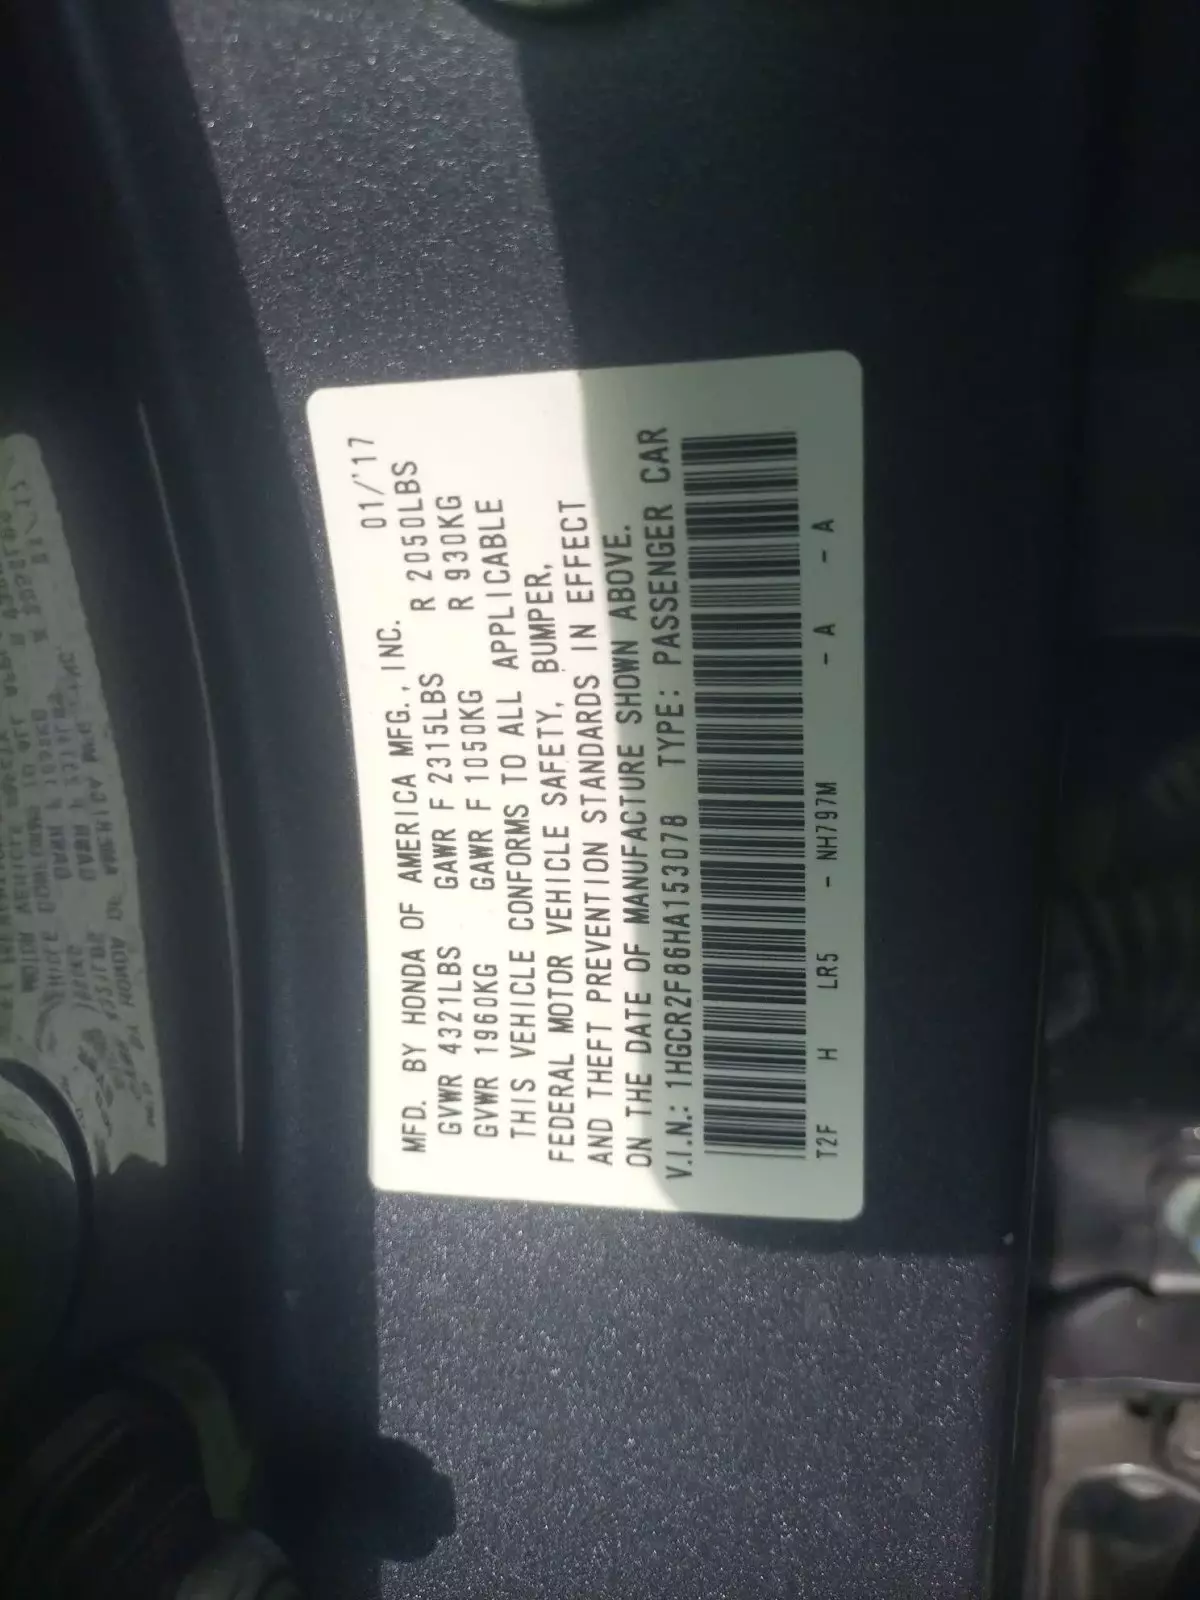 01/'17
MFD. BY HONDA OF AMERICA MFG., INC.
GVWR 4321LBS GAWR F 2315LBS R 2050LBS
GVWR 1960KG GAWR F 1050KG R 930KG
THIS VEHICLE CONFORMS TO ALL APPLICABLE
FEDERAL MOTOR VEHICLE SAFETY, BUMPER,
AND THEFT PREVENTION STANDARDS IN EFFECT
ON THE DATE OF MANUFACTURE SHOWN ABOVE.
V.I.N.: 1HGCR2F86HA153078 TYPE: PASSENGER CAR
T2F H LR5 - NH797M - A - A